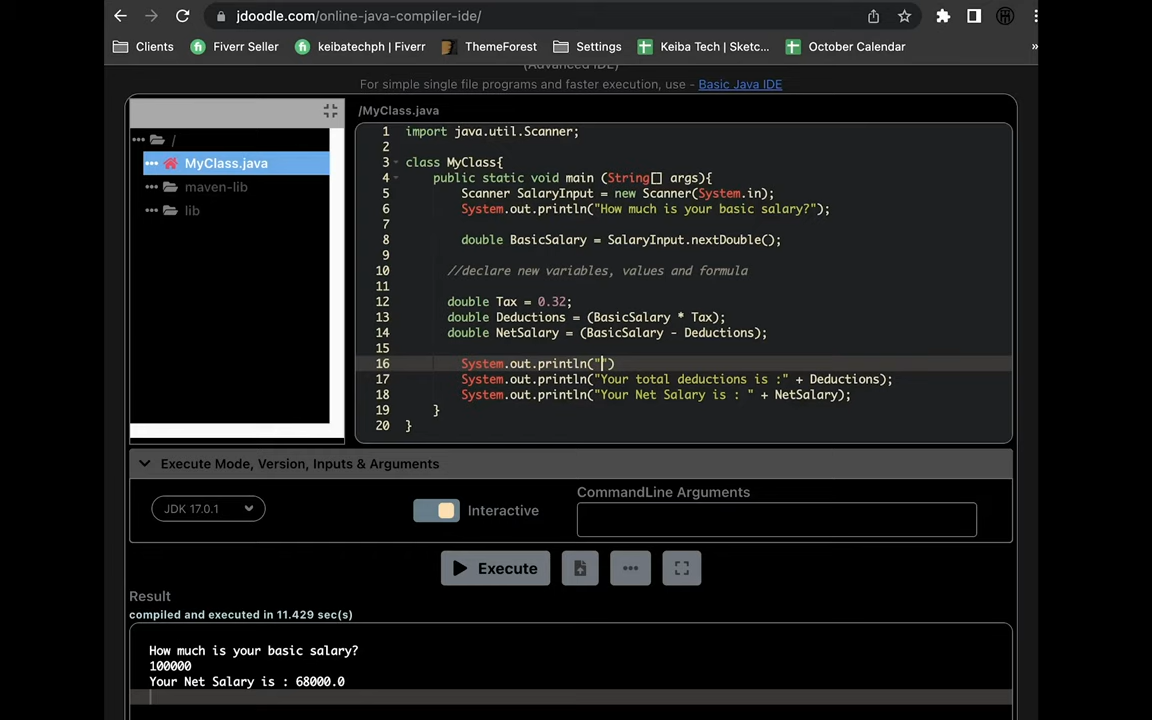 jdoodle.com/online-java-compiler-ide/
Clients
Fiverr Seller
keibatechph | Fiverr
ThemeForest
Settings
Keiba Tech | Sketc...
October Calendar
»
(Advanced IDE)
For simple single file programs and faster execution, use - Basic Java IDE
/
MyClass.java
maven-lib
lib
/MyClass.java
1 import java.util.Scanner;
2
3 class MyClass{
4 public static void main (String[] args){
5 Scanner SalaryInput = new Scanner(System.in);
6 System.out.println("How much is your basic salary?");
7
8 double BasicSalary = SalaryInput.nextDouble();
9
10 //declare new variables, values and formula
11
12 double Tax = 0.32;
13 double Deductions = (BasicSalary * Tax);
14 double NetSalary = (BasicSalary - Deductions);
15
16 System.out.println("")
17 System.out.println("Your total deductions is :" + Deductions);
18 System.out.println("Your Net Salary is : " + NetSalary);
19 }
20 }
Execute Mode, Version, Inputs & Arguments
JDK 17.0.1
Interactive
CommandLine Arguments
Execute
Result
compiled and executed in 11.429 sec(s)
How much is your basic salary?
100000
Your Net Salary is : 68000.0